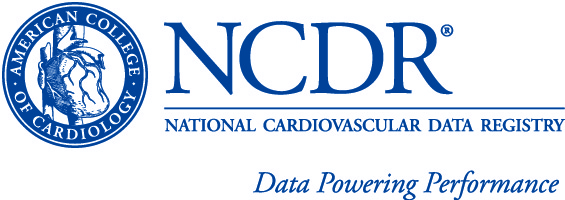 · AMERICAN COLLEGE ·
OF CARDIOLOGY
NCDR®
NATIONAL CARDIOVASCULAR DATA REGISTRY
Data Powering Performance